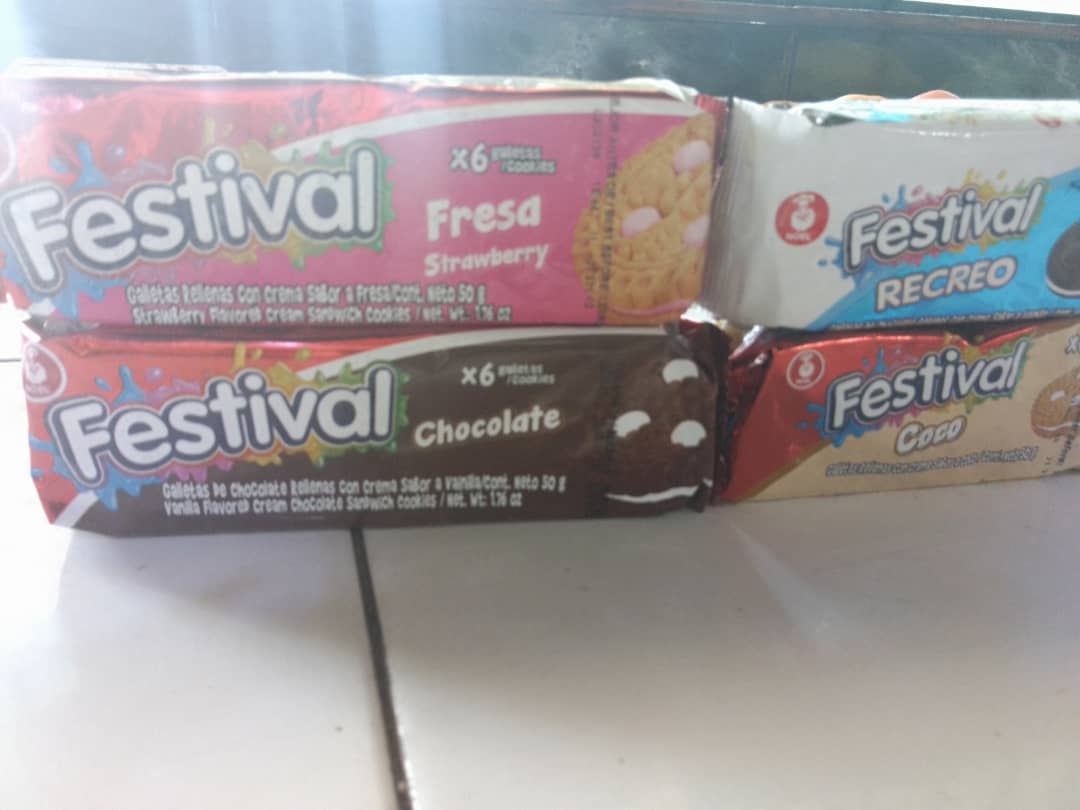 Festival
x6 galletas
/cookies
Fresa
Strawberry
Galletas Rellenas Con Crema Sabor a Fresa/Cont. Neto 50 g
Strawberry Flavored Cream Sandwich Cookies / Net. Wt. 1.76 oz
NOEL
Festival
RECREO
Festival
x6 galletas
/cookies
Chocolate
Galletas De Chocolate Rellenas Con Crema Sabor a Vainilla/Cont. Neto 50 g
Vanilla Flavored Cream Chocolate Sandwich Cookies / Net. Wt: 1.76 oz
Festival
Coco